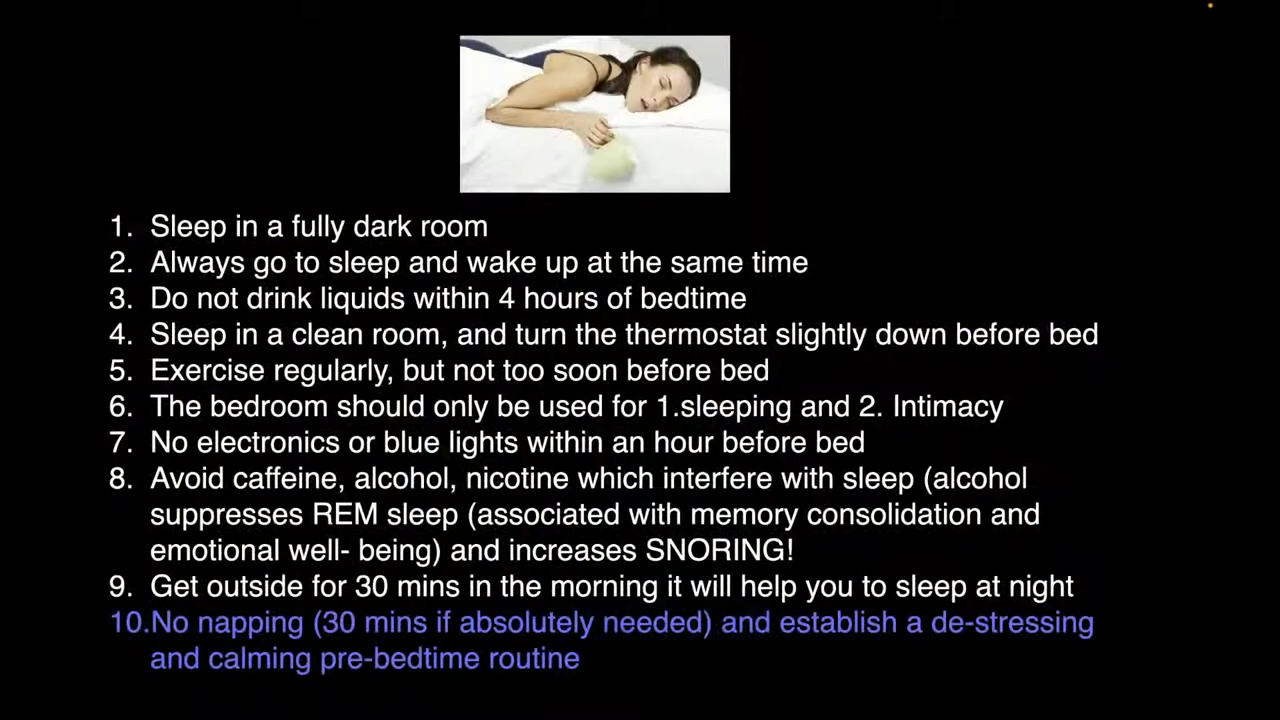 1. Sleep in a fully dark room
2. Always go to sleep and wake up at the same time
3. Do not drink liquids within 4 hours of bedtime
4. Sleep in a clean room, and turn the thermostat slightly down before bed
5. Exercise regularly, but not too soon before bed
6. The bedroom should only be used for 1.sleeping and 2. Intimacy
7. No electronics or blue lights within an hour before bed
8. Avoid caffeine, alcohol, nicotine which interfere with sleep (alcohol
suppresses REM sleep (associated with memory consolidation and
emotional well- being) and increases SNORING!
9. Get outside for 30 mins in the morning it will help you to sleep at night
10.No napping (30 mins if absolutely needed) and establish a de-stressing
and calming pre-bedtime routine